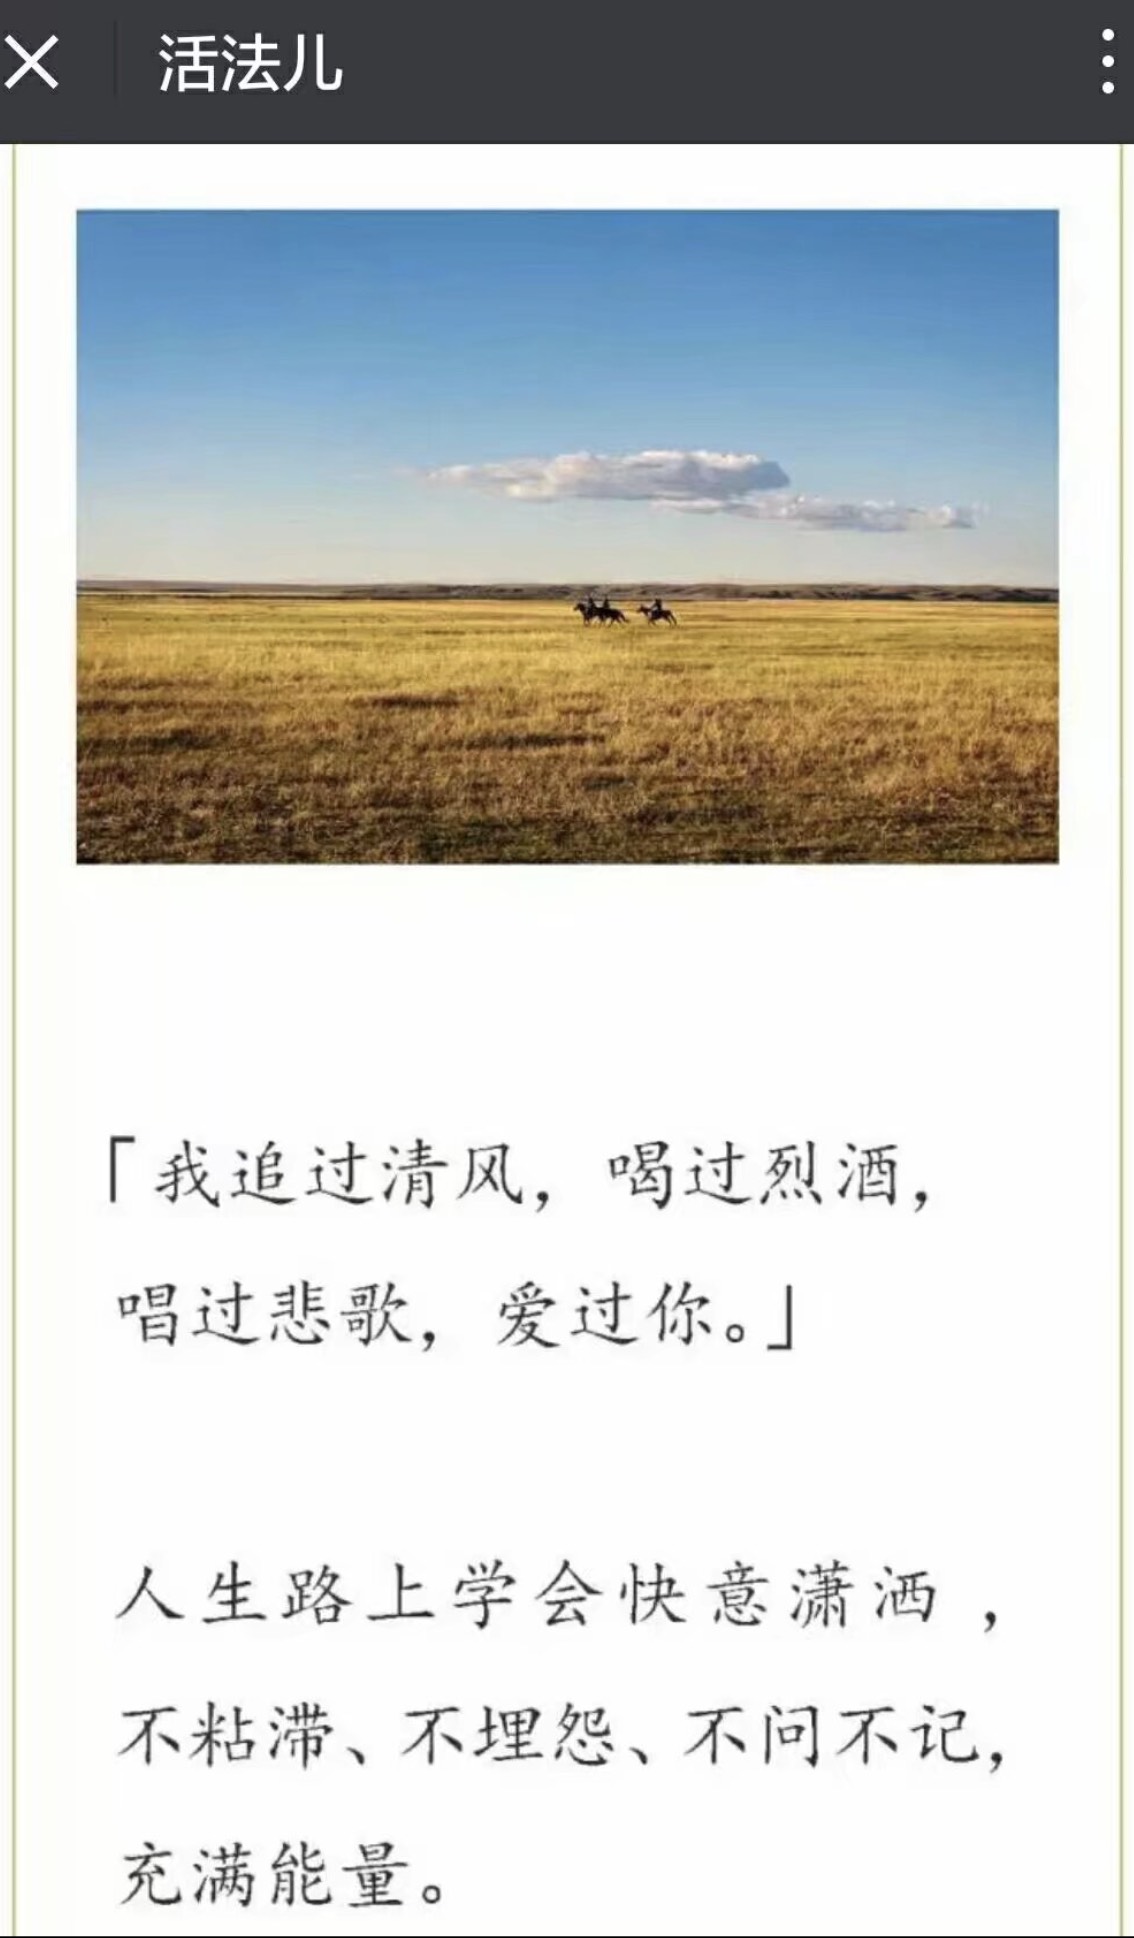 活法儿
「我追过清风，喝过烈酒，
唱过悲歌，爱过你。」
人生路上学会快意潇洒，
不粘滞、不埋怨、不问不记，
充满能量。